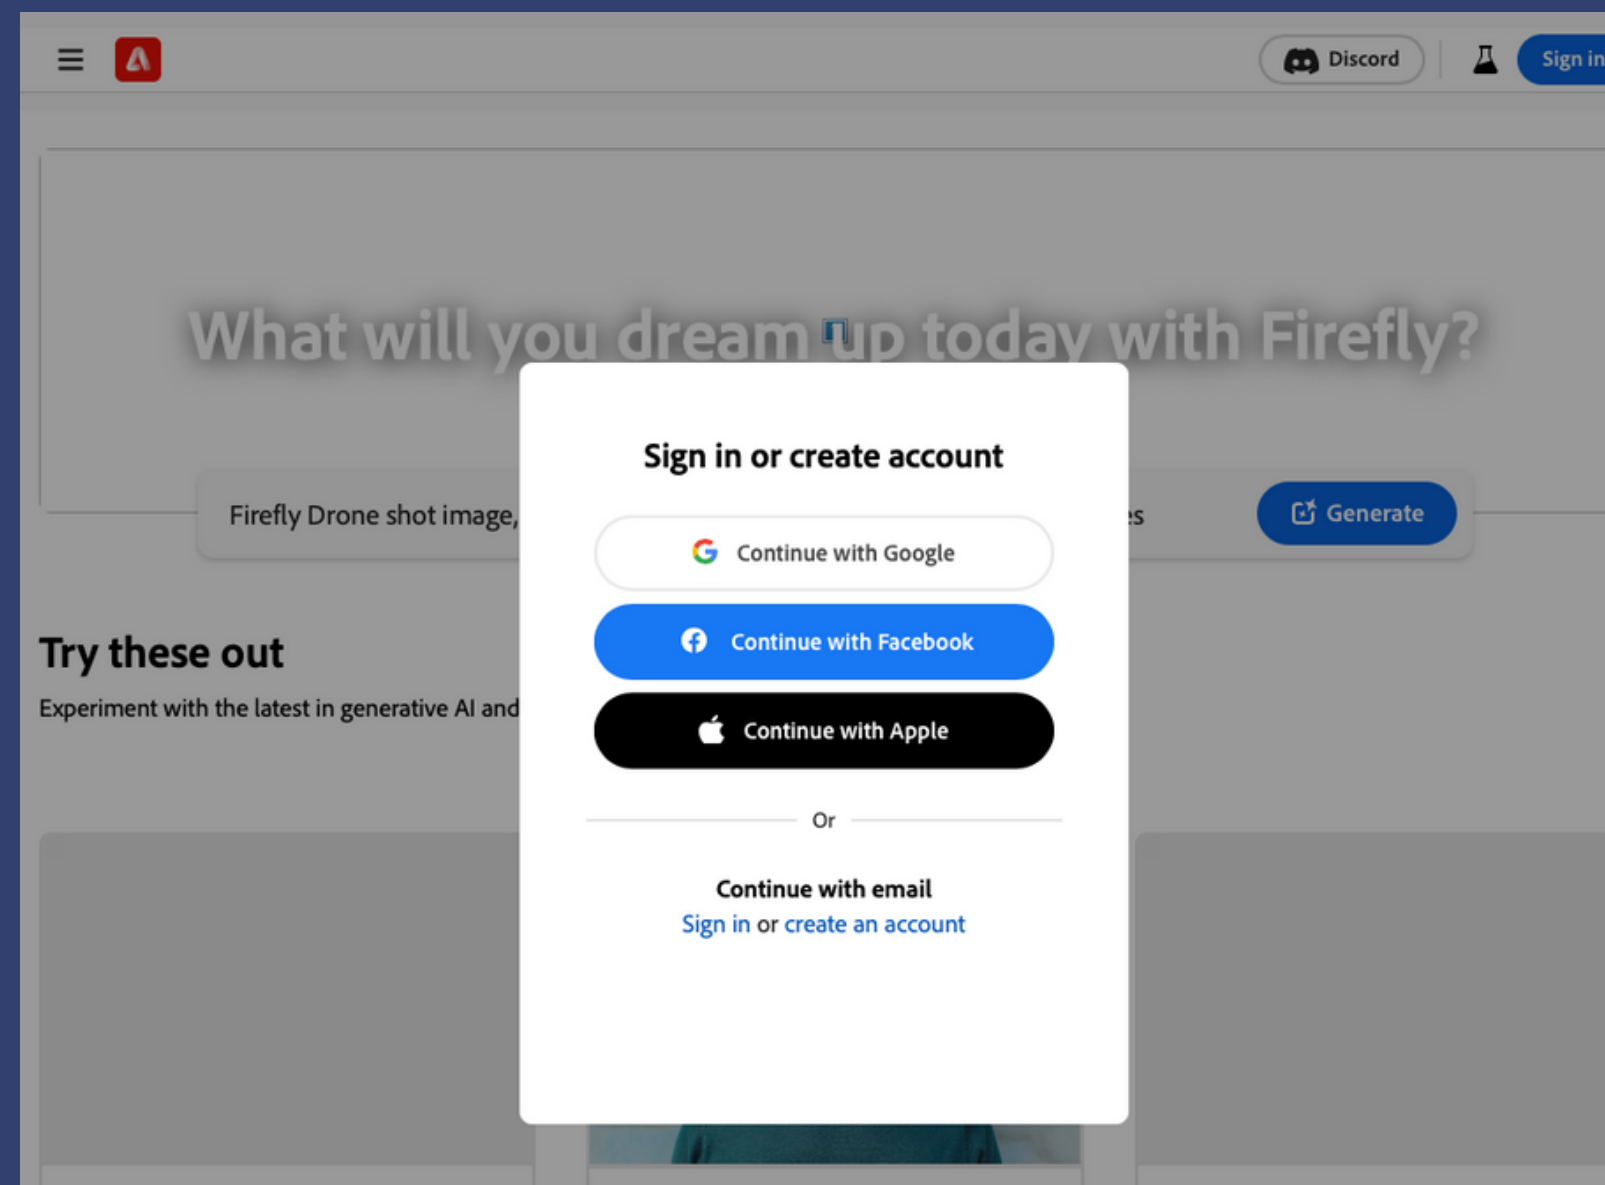 Discord
Sign in
What will you dream up today with Firefly?
Firefly Drone shot image,
es
Generate
Sign in or create account
Continue with Google
Continue with Facebook
Continue with Apple
Or
Continue with email
Sign in or create an account
Try these out
Experiment with the latest in generative AI and